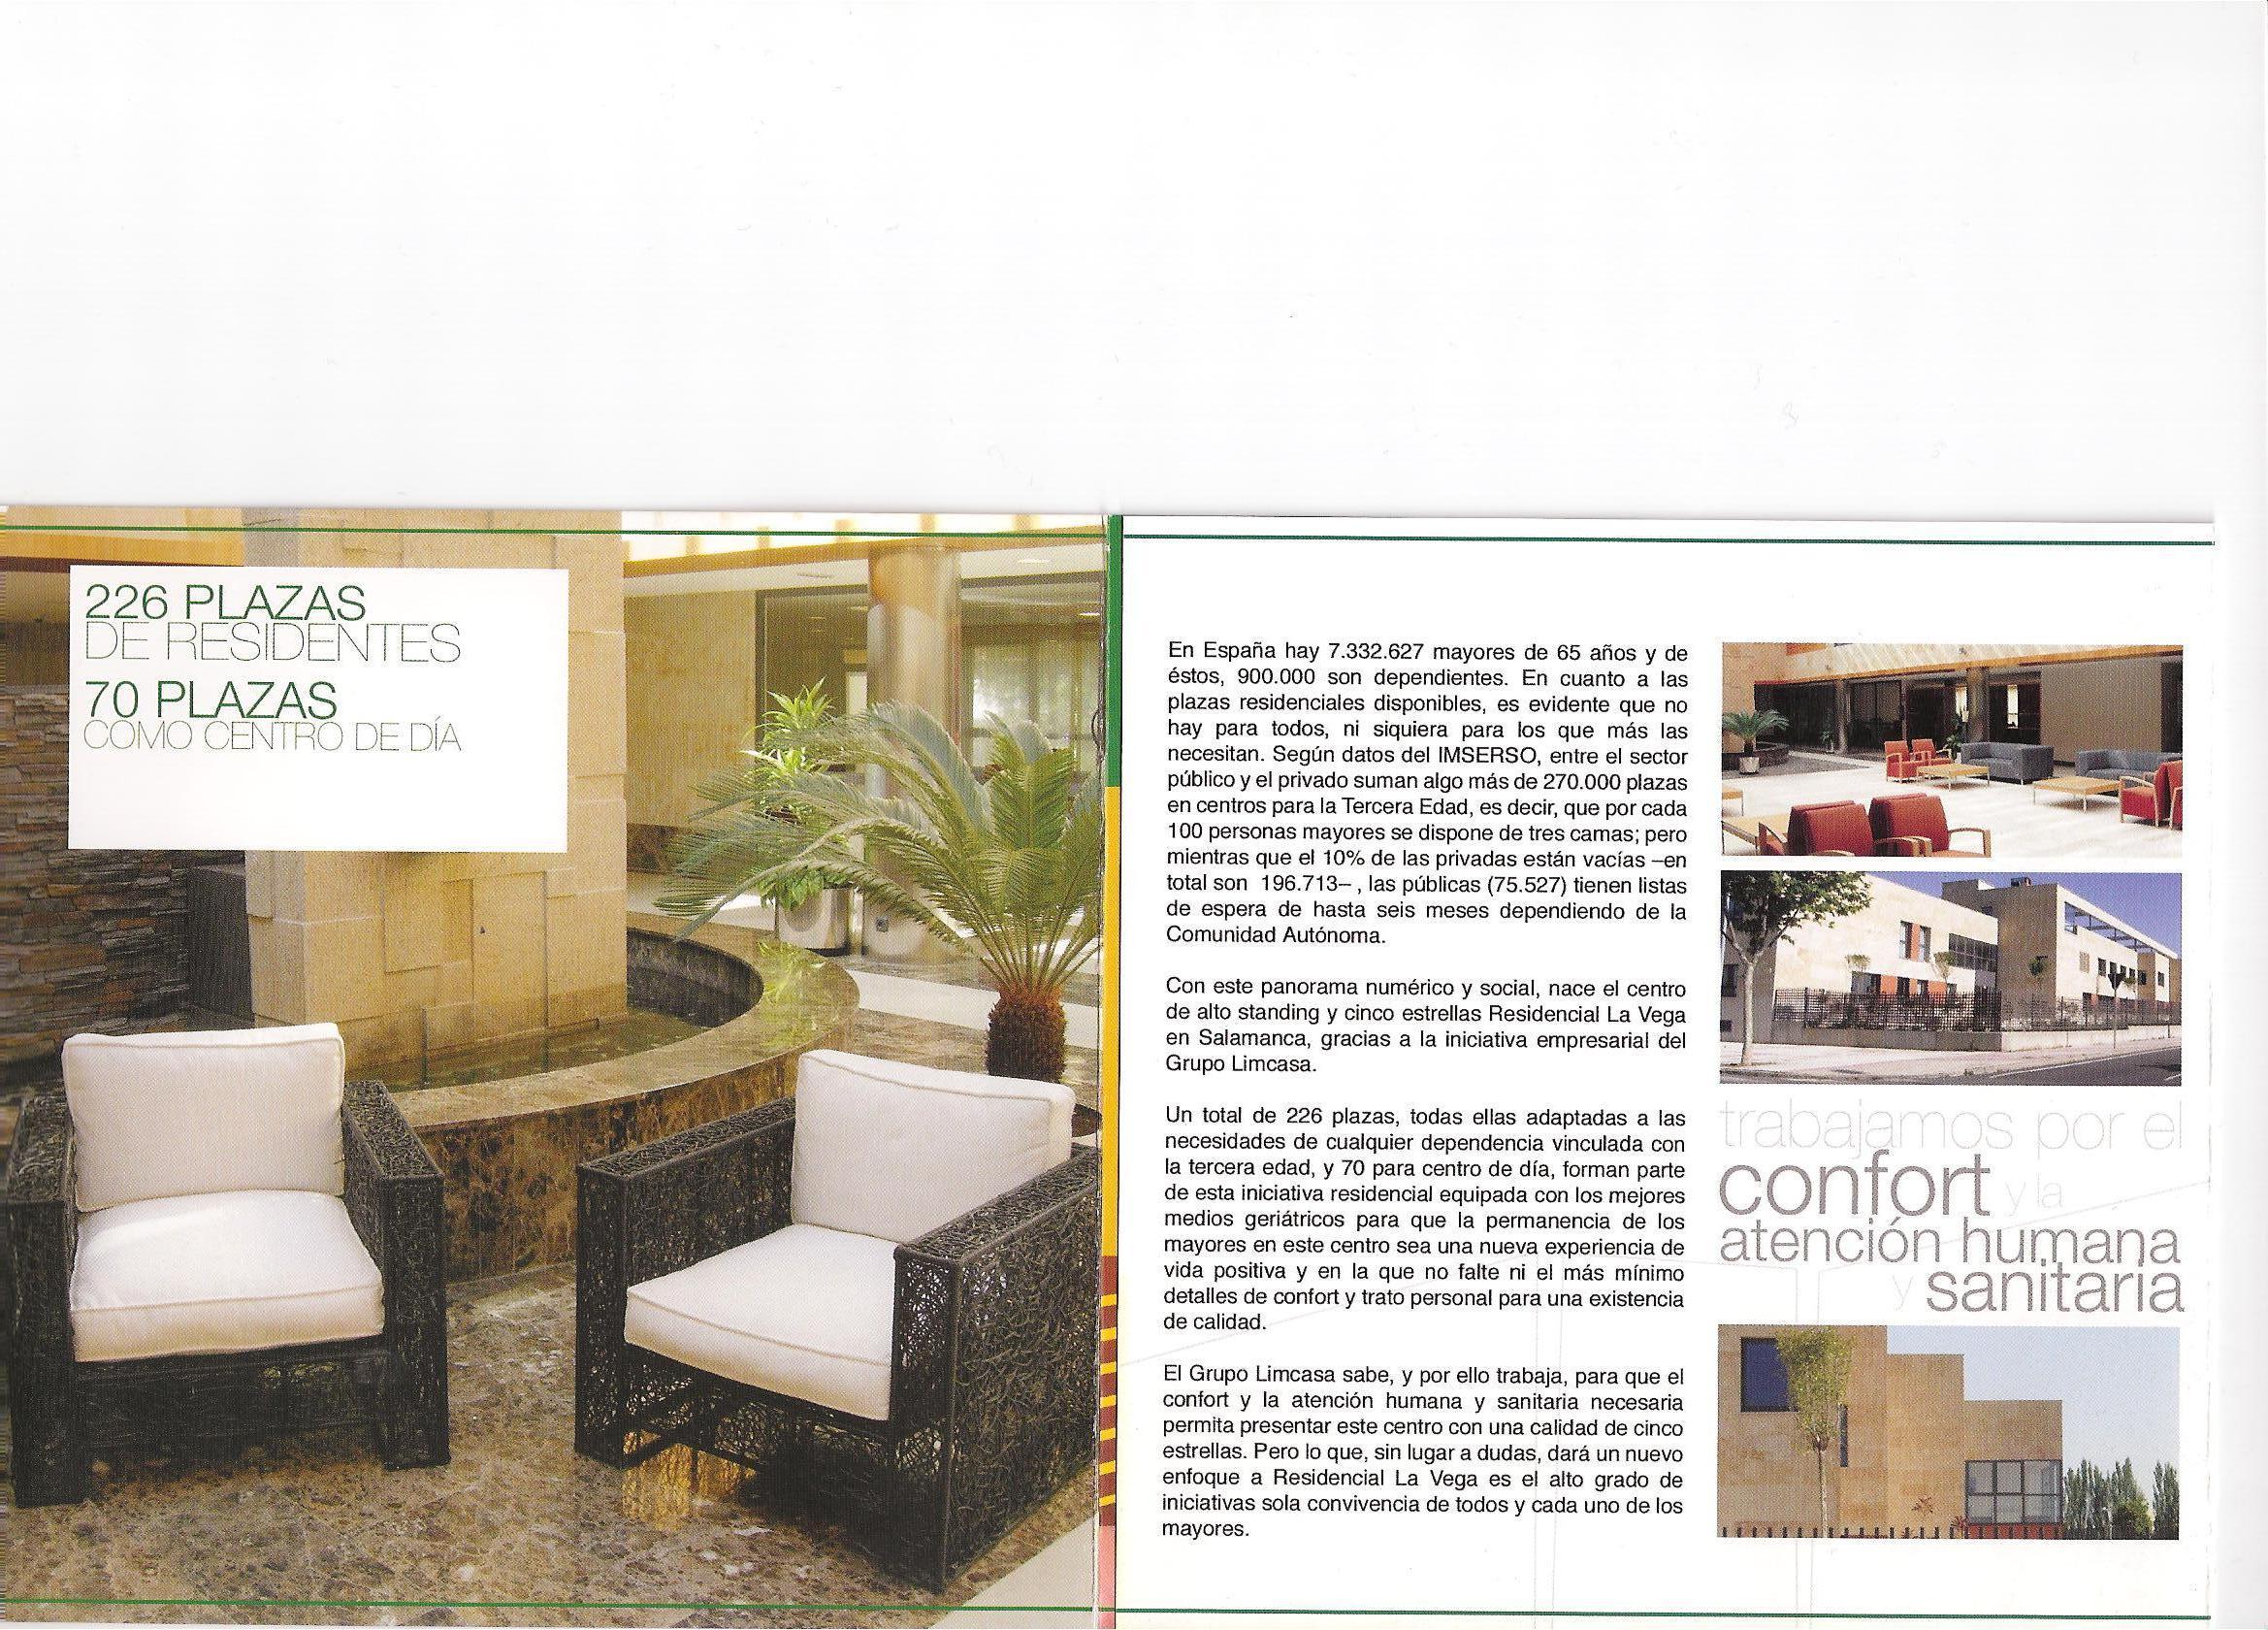 226 PLAZAS
DE RESIDENTES
70 PLAZAS
COMO CENTRO DE DÍA
En España hay 7.332.627 mayores de 65 años y de
éstos, 900.000 son dependientes. En cuanto a las
plazas residenciales disponibles, es evidente que no
hay para todos, ni siquiera para los que más las
necesitan. Según datos del IMSERSO, entre el sector
público y el privado suman algo más de 270.000 plazas
en centros para la Tercera Edad, es decir, que por cada
100 personas mayores se dispone de tres camas; pero
mientras que el 10% de las privadas están vacías –en
total son 196.713– , las públicas (75.527) tienen listas
de espera de hasta seis meses dependiendo de la
Comunidad Autónoma.
Con este panorama numérico y social, nace el centro
de alto standing y cinco estrellas Residencial La Vega
en Salamanca, gracias a la iniciativa empresarial del
Grupo Limcasa.
Un total de 226 plazas, todas ellas adaptadas a las
necesidades de cualquier dependencia vinculada con
la tercera edad, y 70 para centro de día, forman parte
de esta iniciativa residencial equipada con los mejores
medios geriátricos para que la permanencia de los
mayores en este centro sea una nueva experiencia de
vida positiva y en la que no falte ni el más mínimo
detalles de confort y trato personal para una existencia
de calidad.
El Grupo Limcasa sabe, y por ello trabaja, para que el
confort y la atención humana y sanitaria necesaria
permita presentar este centro con una calidad de cinco
estrellas. Pero lo que, sin lugar a dudas, dará un nuevo
enfoque a Residencial La Vega es el alto grado de
iniciativas sola convivencia de todos y cada uno de los
mayores.
trabajamos por el
confort y la
atención humana
y sanitaria